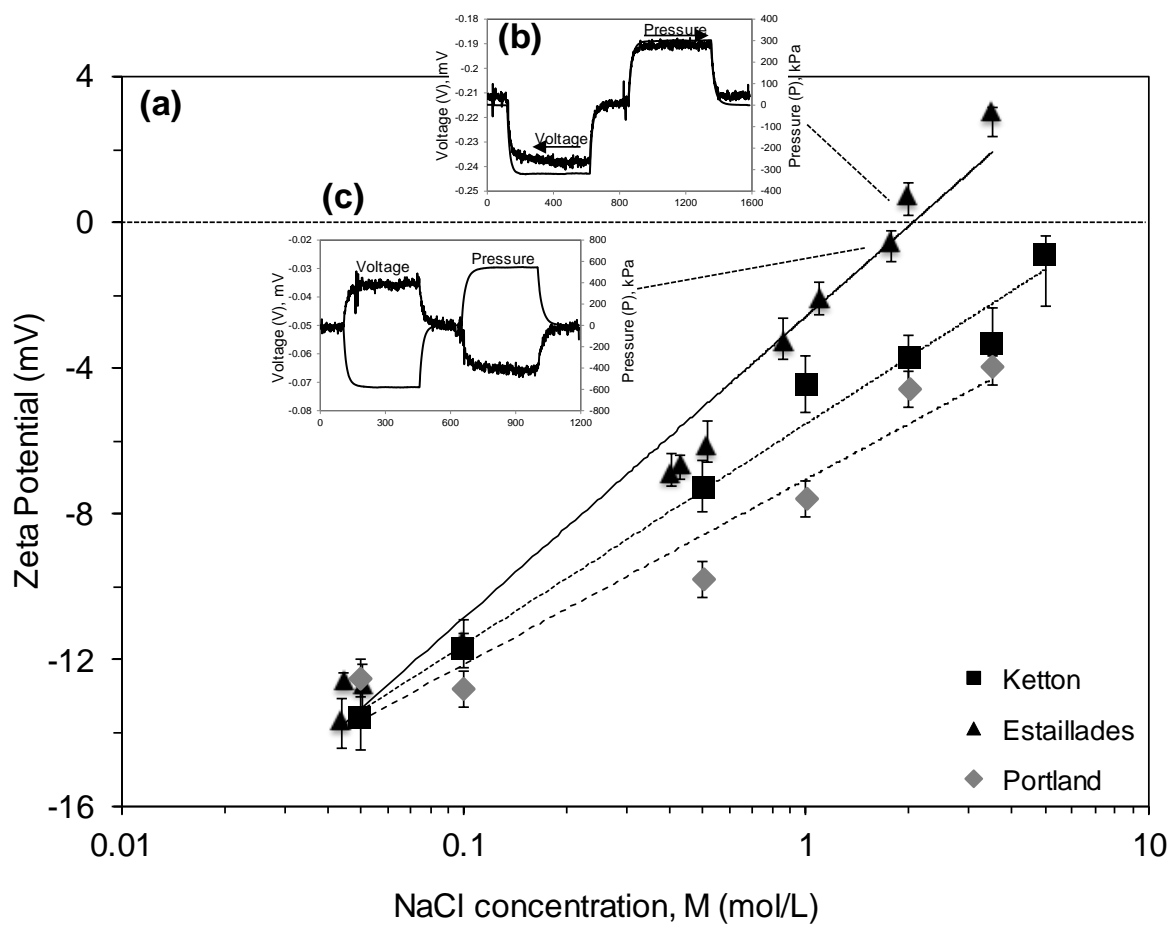 (a)
(b)
Voltage (V), mV
-0.18
-0.19
-0.2
-0.21
-0.22
-0.23
-0.24
-0.25
0 400 800 1200 1600
400
300
200
100
0
-100
-200
-300
-400
Pressure (P), kPa
Pressure
Voltage
(c)
Voltage (V), mV
-0.02
-0.03
-0.04
-0.05
-0.06
-0.07
-0.08
0 300 600 900 1200
800
600
400
200
0
-200
-400
-600
-800
Pressure (P), kPa
Voltage
Pressure
Zeta Potential (mV)
4
0
-4
-8
-12
-16
0.01 0.1 1 10
NaCl concentration, M (mol/L)
Ketton
Estaillades
Portland